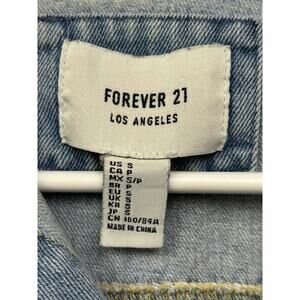 FOREVER 21
LOS ANGELES
US S
CA P
MX S/P
BR P
EU S
UK S
KR S
JP S
CN 160/84A
MADE IN CHINA